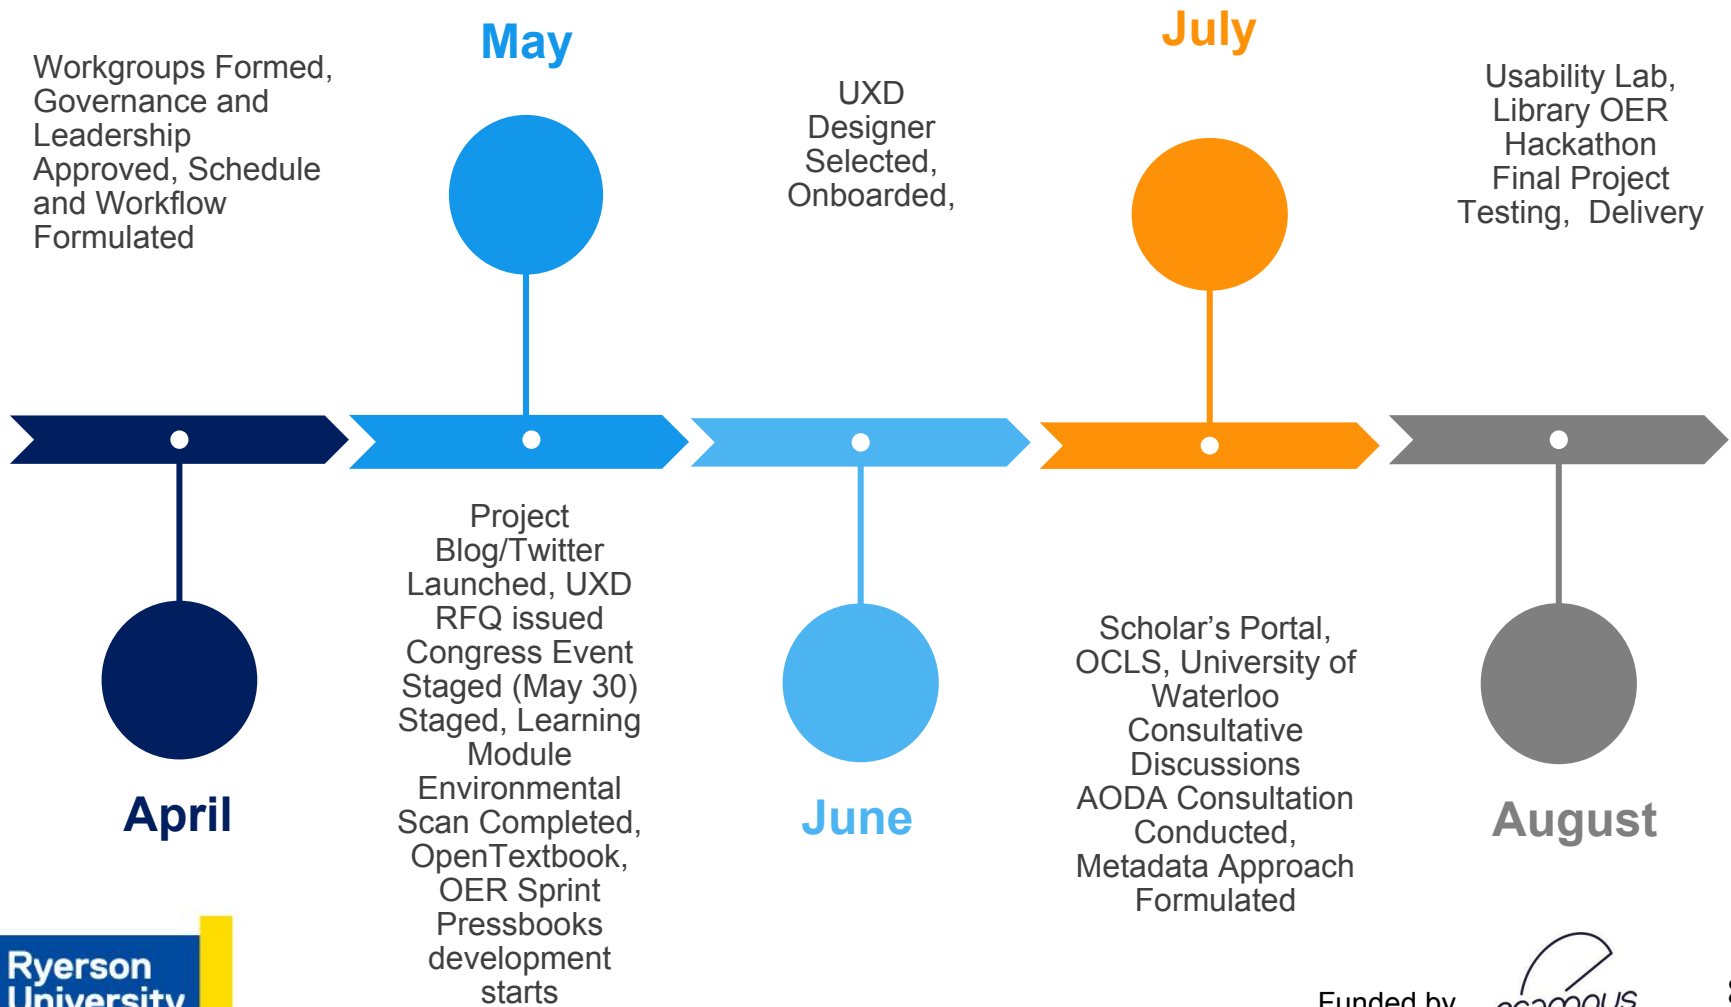 Workgroups Formed,
Governance and
Leadership
Approved, Schedule
and Workflow
Formulated
April
May
Project
Blog/Twitter
Launched, UXD
RFQ issued
Congress Event
Staged (May 30)
Staged, Learning
Module
Environmental
Scan Completed,
OpenTextbook,
OER Sprint
Pressbooks
development
starts
UXD
Designer
Selected,
Onboarded,
June
July
Scholar’s Portal,
OCLS, University of
Waterloo
Consultative
Discussions
AODA Consultation
Conducted,
Metadata Approach
Formulated
Usability Lab,
Library OER
Hackathon
Final Project
Testing, Delivery
August
Ryerson
University
Funded by